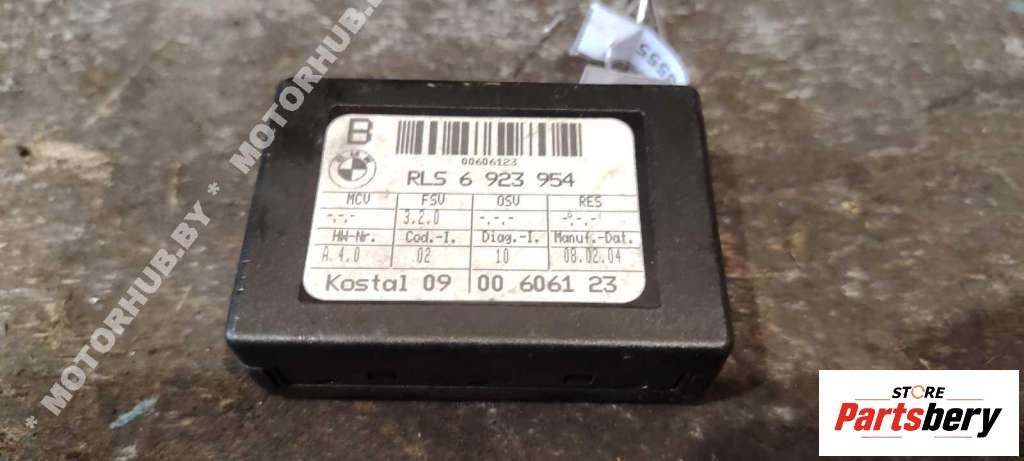 B
00606123
BMW
RLS 6 923 954
MCV FSV OSV RES
-.-.- 3.2.0 -.-.- -.-.-
HW-Nr. Cod.-I. Diag.-I. Manuf.-Dat.
A.4.0 02 10 08.02.04
Kostal 09 00 6061 23
* MOTORHUB.BY * MOTORHUB.BY *
STORE
Partsbery